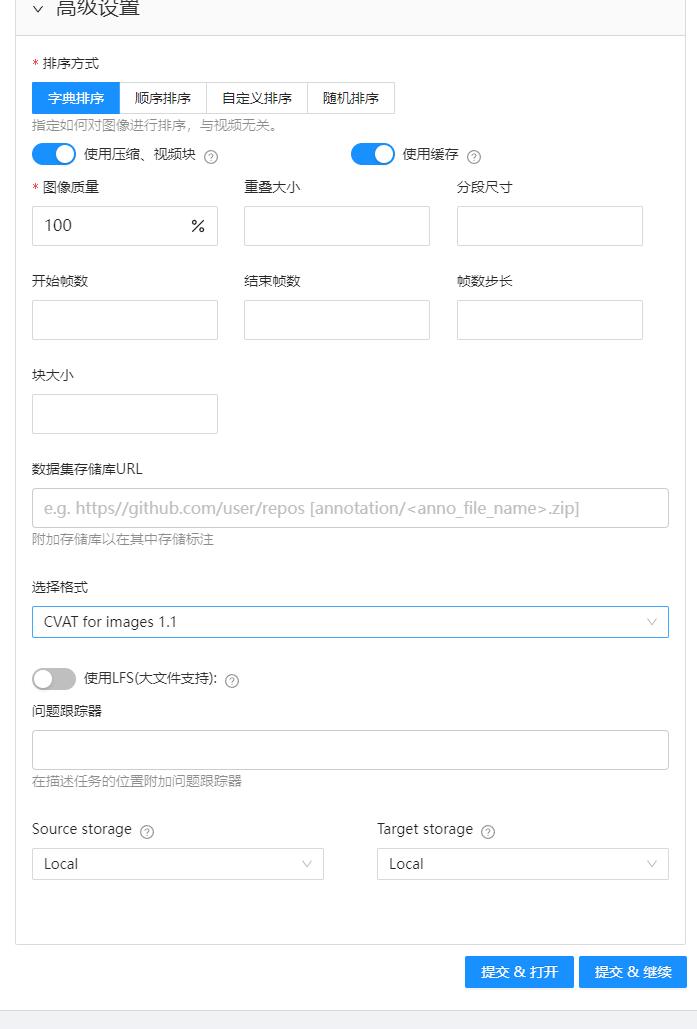 高级设置
* 排序方式
字典排序 顺序排序 自定义排序 随机排序
指定如何对图像进行排序，与视频无关。
使用压缩、视频块 ? 使用缓存 ?
* 图像质量 重叠大小 分段尺寸
100 %
开始帧数 结束帧数 帧数步长
块大小
数据集存储库URL
e.g. https//github.com/user/repos [annotation/<anno_file_name>.zip]
附加存储库以在其中存储标注
选择格式
CVAT for images 1.1
使用LFS(大文件支持): ?
问题跟踪器
在描述任务的位置附加问题跟踪器
Source storage ? Target storage ?
Local Local
提交 & 打开 提交 & 继续